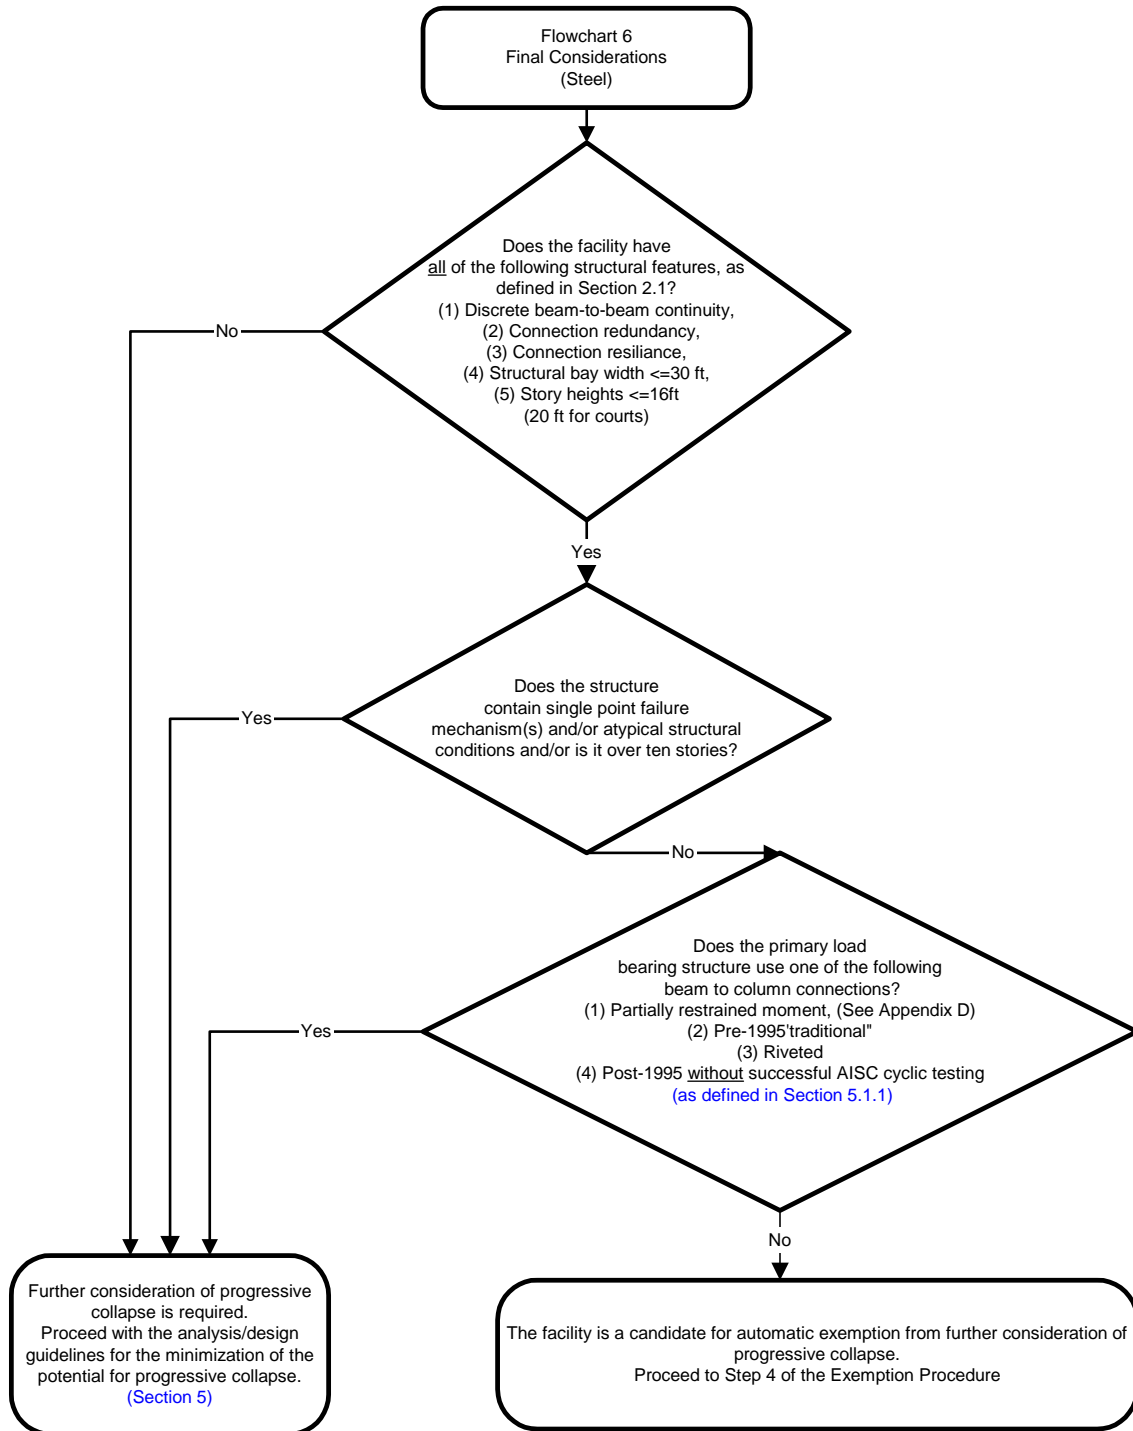 Flowchart 6
Final Considerations
(Steel)
Does the facility have
all of the following structural features, as
defined in Section 2.1?
(1) Discrete beam-to-beam continuity,
(2) Connection redundancy,
(3) Connection resiliance,
(4) Structural bay width <=30 ft,
(5) Story heights <=16ft
(20 ft for courts)
No
Yes
Does the structure
contain single point failure
mechanism(s) and/or atypical structural
conditions and/or is it over ten stories?
Yes
No
Does the primary load
bearing structure use one of the following
beam to column connections?
(1) Partially restrained moment, (See Appendix D)
(2) Pre-1995'traditional"
(3) Riveted
(4) Post-1995 without successful AISC cyclic testing
(as defined in Section 5.1.1)
Yes
No
Further consideration of progressive
collapse is required.
Proceed with the analysis/design
guidelines for the minimization of the
potential for progressive collapse.
(Section 5)
The facility is a candidate for automatic exemption from further consideration of
progressive collapse.
Proceed to Step 4 of the Exemption Procedure